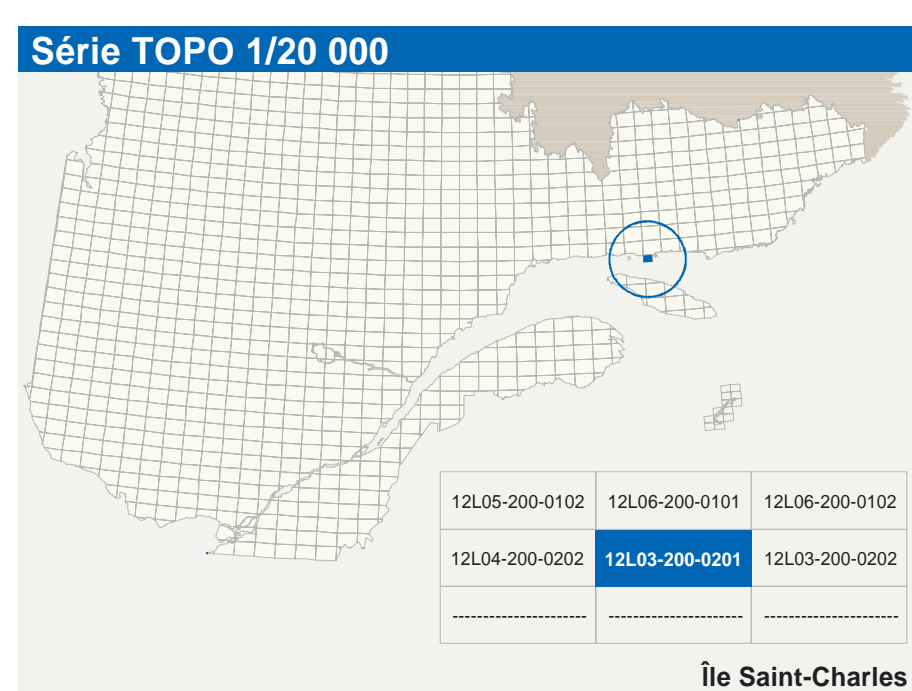 Série TOPO 1/20 000
12L05-200-0102 12L06-200-0101 12L06-200-0102
12L04-200-0202 12L03-200-0201 12L03-200-0202
---------------------- ---------------------- ----------------------
Île Saint-Charles